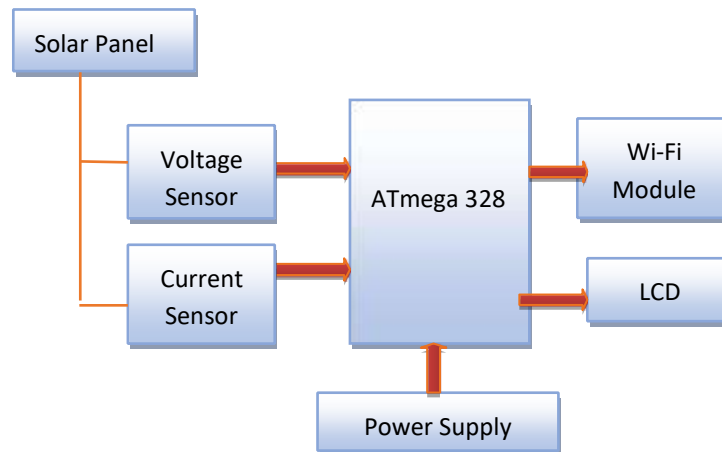 Solar Panel
Voltage
Sensor
ATmega 328
Wi-Fi
Module
Current
Sensor
LCD
Power Supply